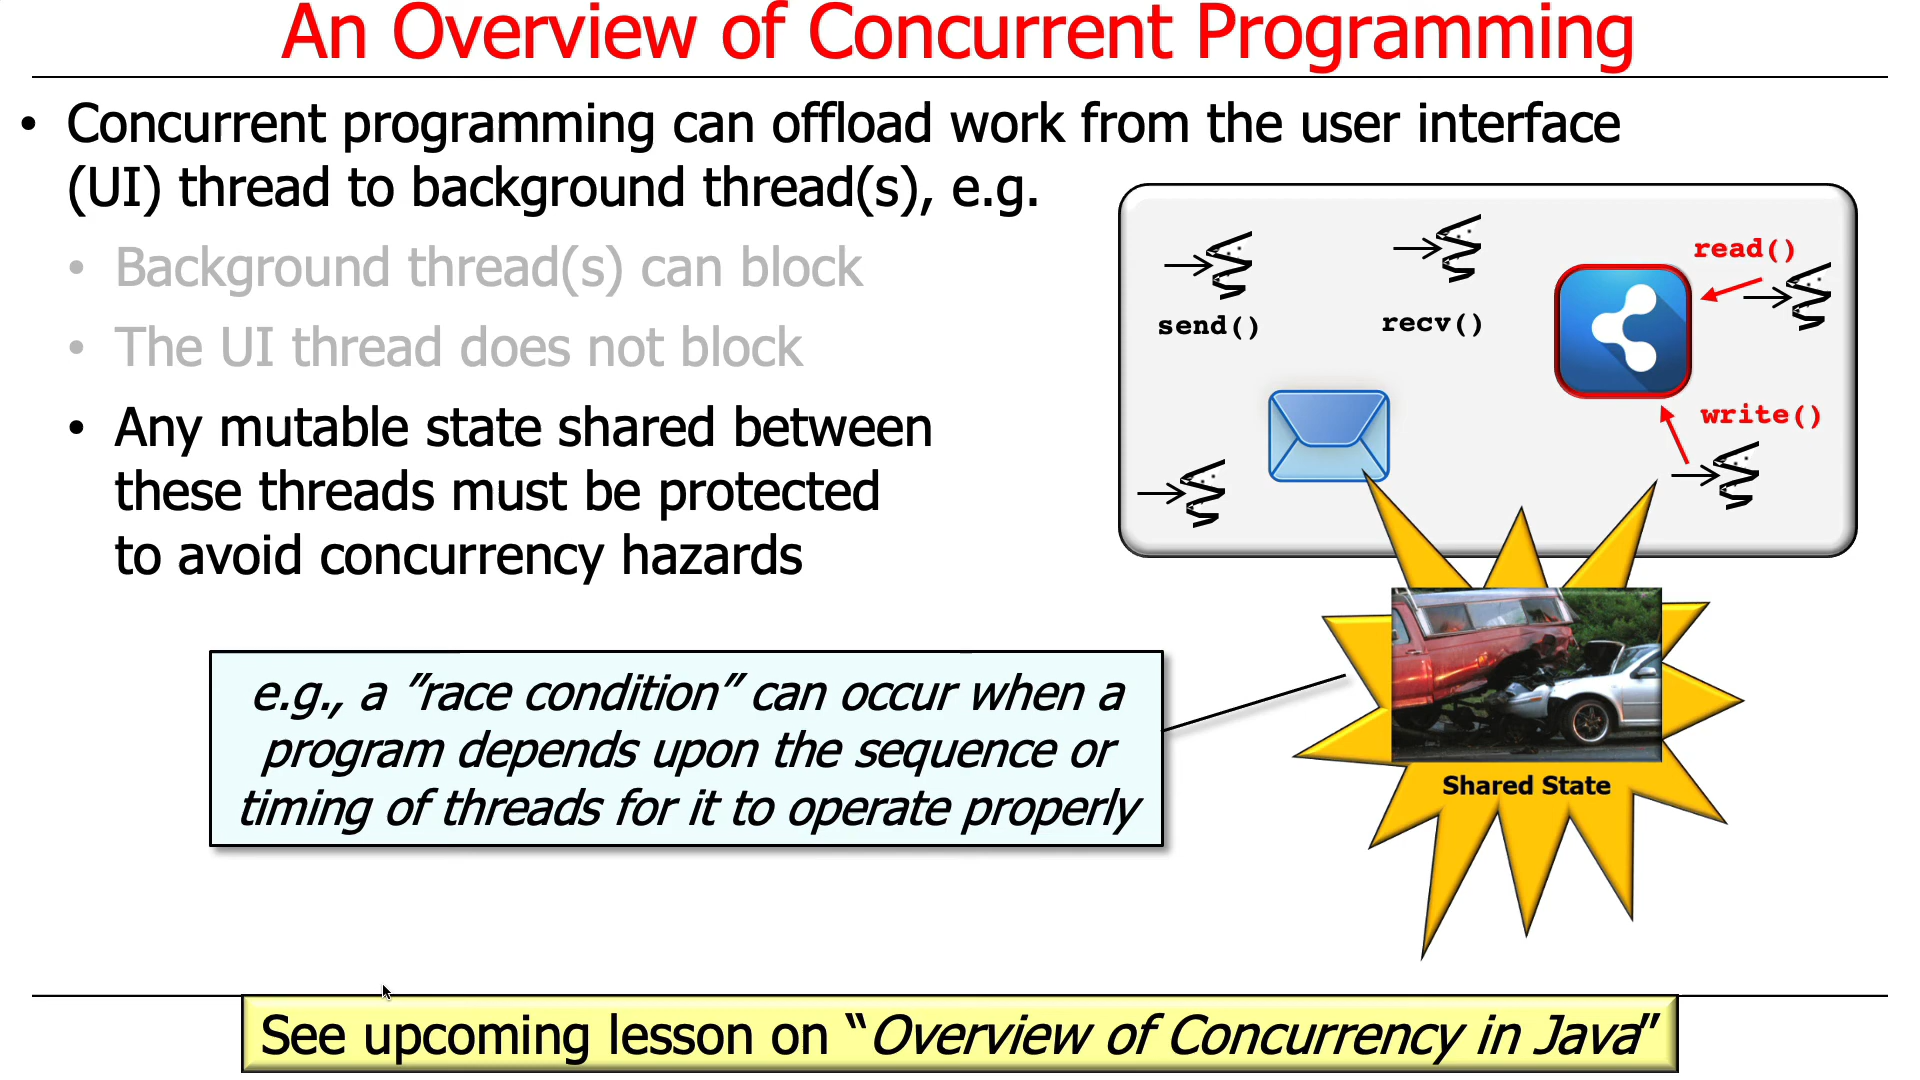 An Overview of Concurrent Programming
• Concurrent programming can offload work from the user interface
(UI) thread to background thread(s), e.g.
• Background thread(s) can block
• The UI thread does not block
• Any mutable state shared between
these threads must be protected
to avoid concurrency hazards
send()
recv()
read()
write()
e.g., a ”race condition” can occur when a
program depends upon the sequence or
timing of threads for it to operate properly
Shared State
See upcoming lesson on “Overview of Concurrency in Java”